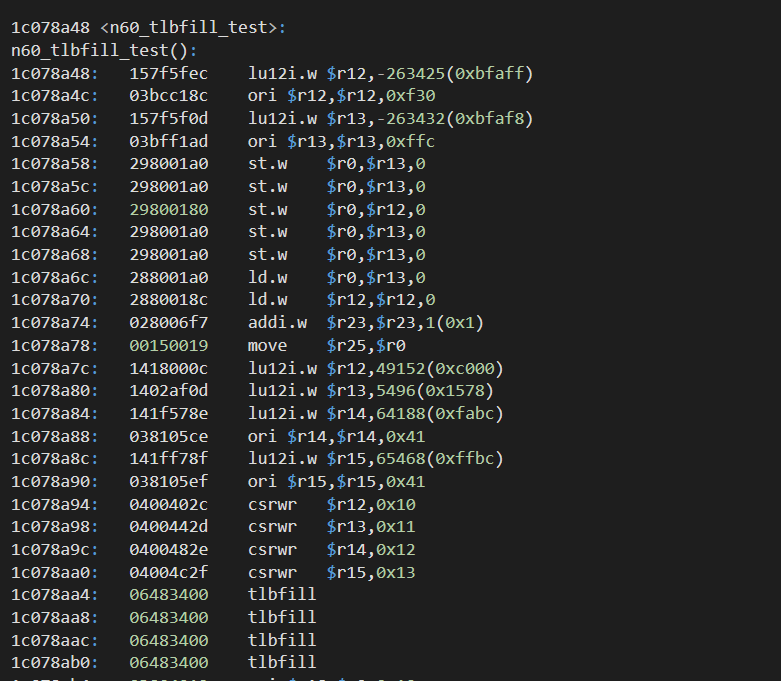 1c078a48 <n60_tlbfill_test>:
n60_tlbfill_test():
1c078a48: 157f5fec lu12i.w $r12,-263425(0xbfaff)
1c078a4c: 03bcc18c ori $r12,$r12,0xf30
1c078a50: 157f5f0d lu12i.w $r13,-263432(0xbfaf8)
1c078a54: 03bff1ad ori $r13,$r13,0xffc
1c078a58: 298001a0 st.w $r0,$r13,0
1c078a5c: 298001a0 st.w $r0,$r13,0
1c078a60: 29800180 st.w $r0,$r12,0
1c078a64: 298001a0 st.w $r0,$r13,0
1c078a68: 298001a0 st.w $r0,$r13,0
1c078a6c: 288001a0 ld.w $r0,$r13,0
1c078a70: 2880018c ld.w $r12,$r12,0
1c078a74: 028006f7 addi.w $r23,$r23,1(0x1)
1c078a78: 00150019 move $r25,$r0
1c078a7c: 1418000c lu12i.w $r12,49152(0xc000)
1c078a80: 1402af0d lu12i.w $r13,5496(0x1578)
1c078a84: 141f578e lu12i.w $r14,64188(0xfabc)
1c078a88: 038105ce ori $r14,$r14,0x41
1c078a8c: 141ff78f lu12i.w $r15,65468(0xffbc)
1c078a90: 038105ef ori $r15,$r15,0x41
1c078a94: 0400402c csrwr $r12,0x10
1c078a98: 0400442d csrwr $r13,0x11
1c078a9c: 0400482e csrwr $r14,0x12
1c078aa0: 04004c2f csrwr $r15,0x13
1c078aa4: 06483400 tlbfill
1c078aa8: 06483400 tlbfill
1c078aac: 06483400 tlbfill
1c078ab0: 06483400 tlbfill